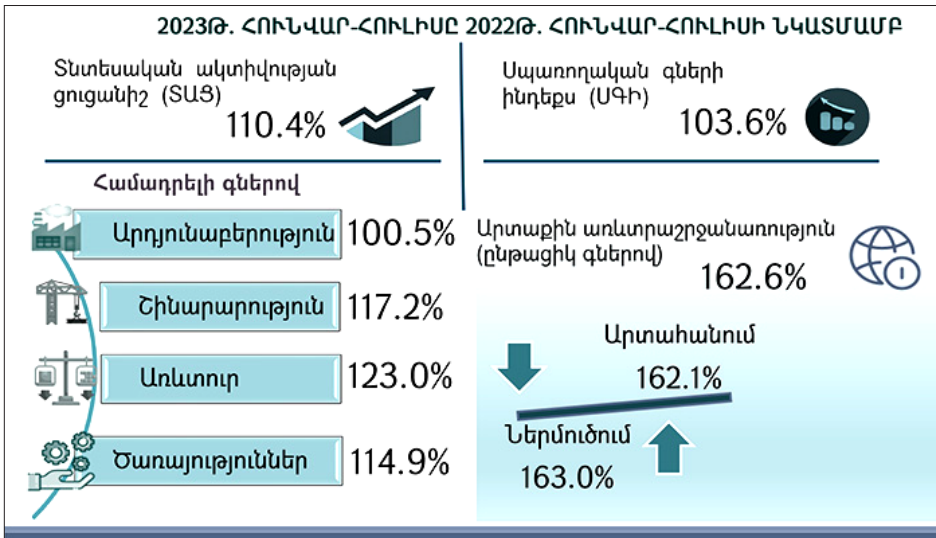 2023Թ. ՀՈՒՆՎԱՐ-ՀՈՒԼԻՍԸ 2022Թ. ՀՈՒՆՎԱՐ-ՀՈՒԼԻՍԻ ՆԿԱՏՄԱՄԲ
Տնտեսական ակտիվության
ցուցանիշ (ՏԱՑ)
110.4%
Սպառողական գների
ինդեքս (ՍԳԻ)
103.6%
Համադրելի գներով
Արդյունաբերություն 100.5%
Շինարարություն 117.2%
Առևտուր 123.0%
Ծառայություններ 114.9%
Արտաքին առևտրաշրջանառություն
(ընթացիկ գներով)
162.6%
Արտահանում
162.1%
Ներմուծում
163.0%